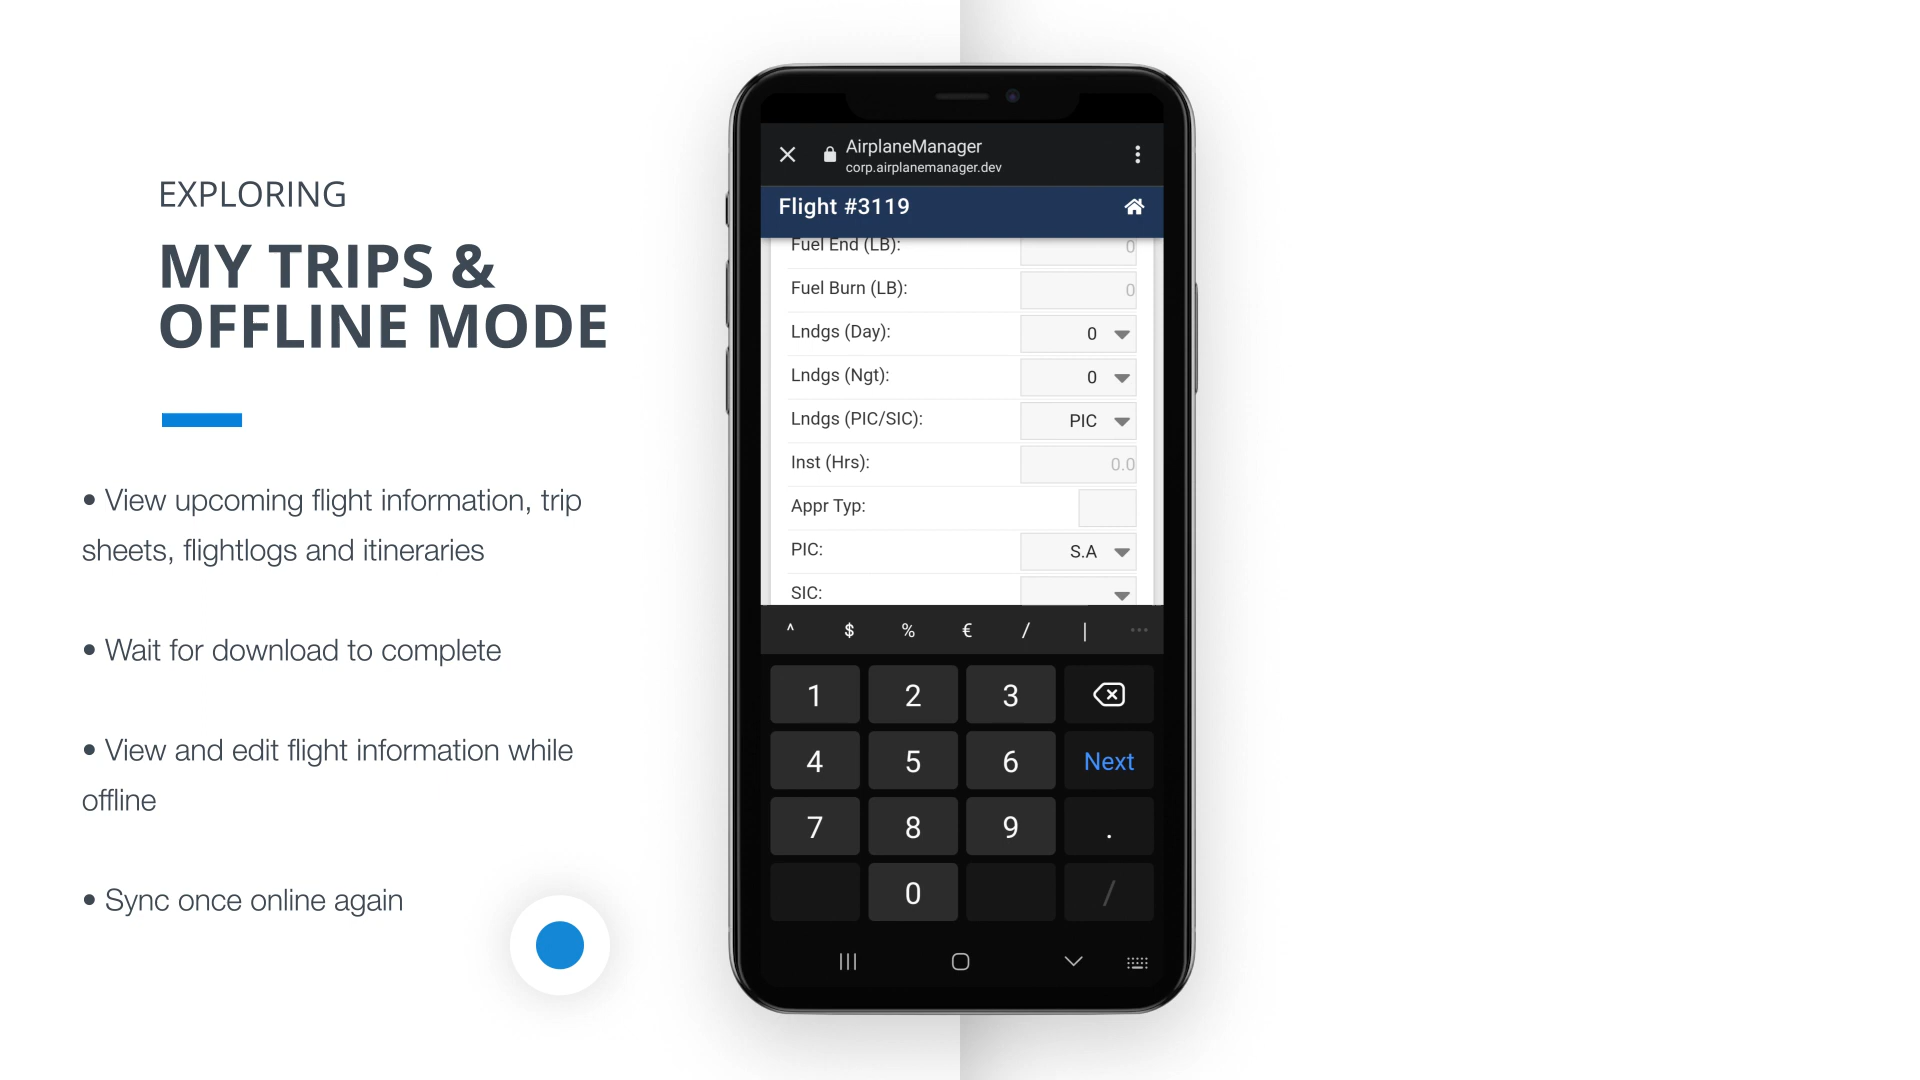 EXPLORING
MY TRIPS &
OFFLINE MODE
• View upcoming flight information, trip
sheets, flightlogs and itineraries
• Wait for download to complete
• View and edit flight information while
offline
• Sync once online again
AirplaneManager
corp.airplanemanager.dev
Flight #3119
Fuel End (LB): 0
Fuel Burn (LB): 0
Lndgs (Day): 0
Lndgs (Ngt): 0
Lndgs (PIC/SIC): PIC
Inst (Hrs): 0.0
Appr Typ:
PIC: S.A
SIC:
^ $ % € / | ...
1 2 3
4 5 6 Next
7 8 9 .
0 /